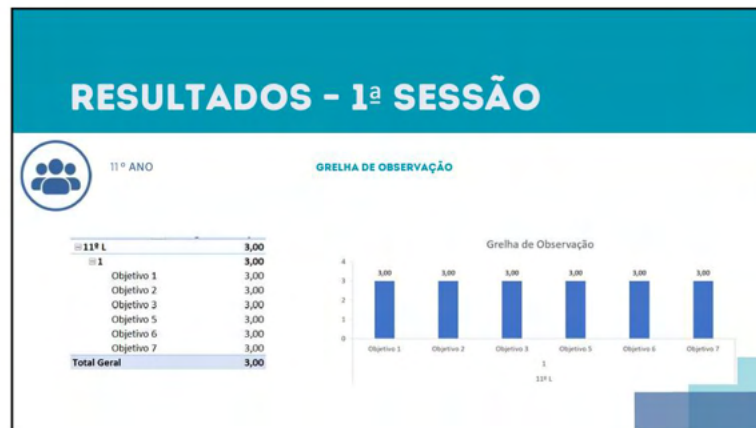 RESULTADOS – 1ª SESSÃO
11º ANO
GRELHA DE OBSERVAÇÃO
11º L 3,00
1 3,00
Objetivo 1 3,00
Objetivo 2 3,00
Objetivo 3 3,00
Objetivo 5 3,00
Objetivo 6 3,00
Objetivo 7 3,00
Total Geral 3,00
Grelha de Observação
4
3
2
1
0
3,00 3,00 3,00 3,00 3,00 3,00
Objetivo 1 Objetivo 2 Objetivo 3 Objetivo 5 Objetivo 6 Objetivo 7
1
11º L